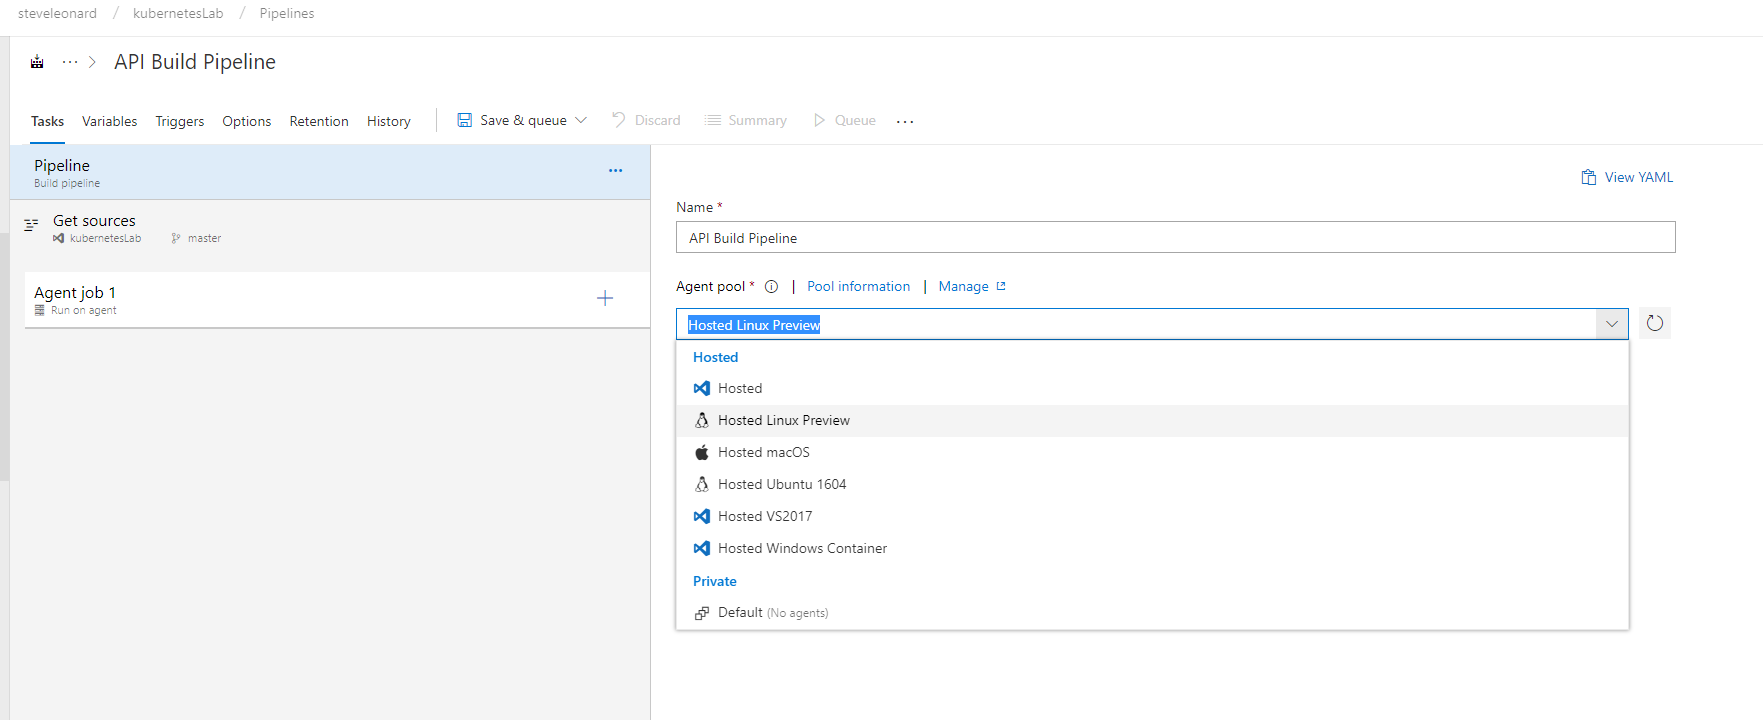 steveleonard / kubernetesLab / Pipelines
... > API Build Pipeline
Tasks Variables Triggers Options Retention History Save & queue Discard Summary Queue ...
Pipeline ...
Build pipeline
Get sources
kubernetesLab master
Agent job 1
Run on agent
View YAML
Name *
API Build Pipeline
Agent pool * | Pool information | Manage
Hosted Linux Preview
Hosted
Hosted
Hosted Linux Preview
Hosted macOS
Hosted Ubuntu 1604
Hosted VS2017
Hosted Windows Container
Private
Default (No agents)